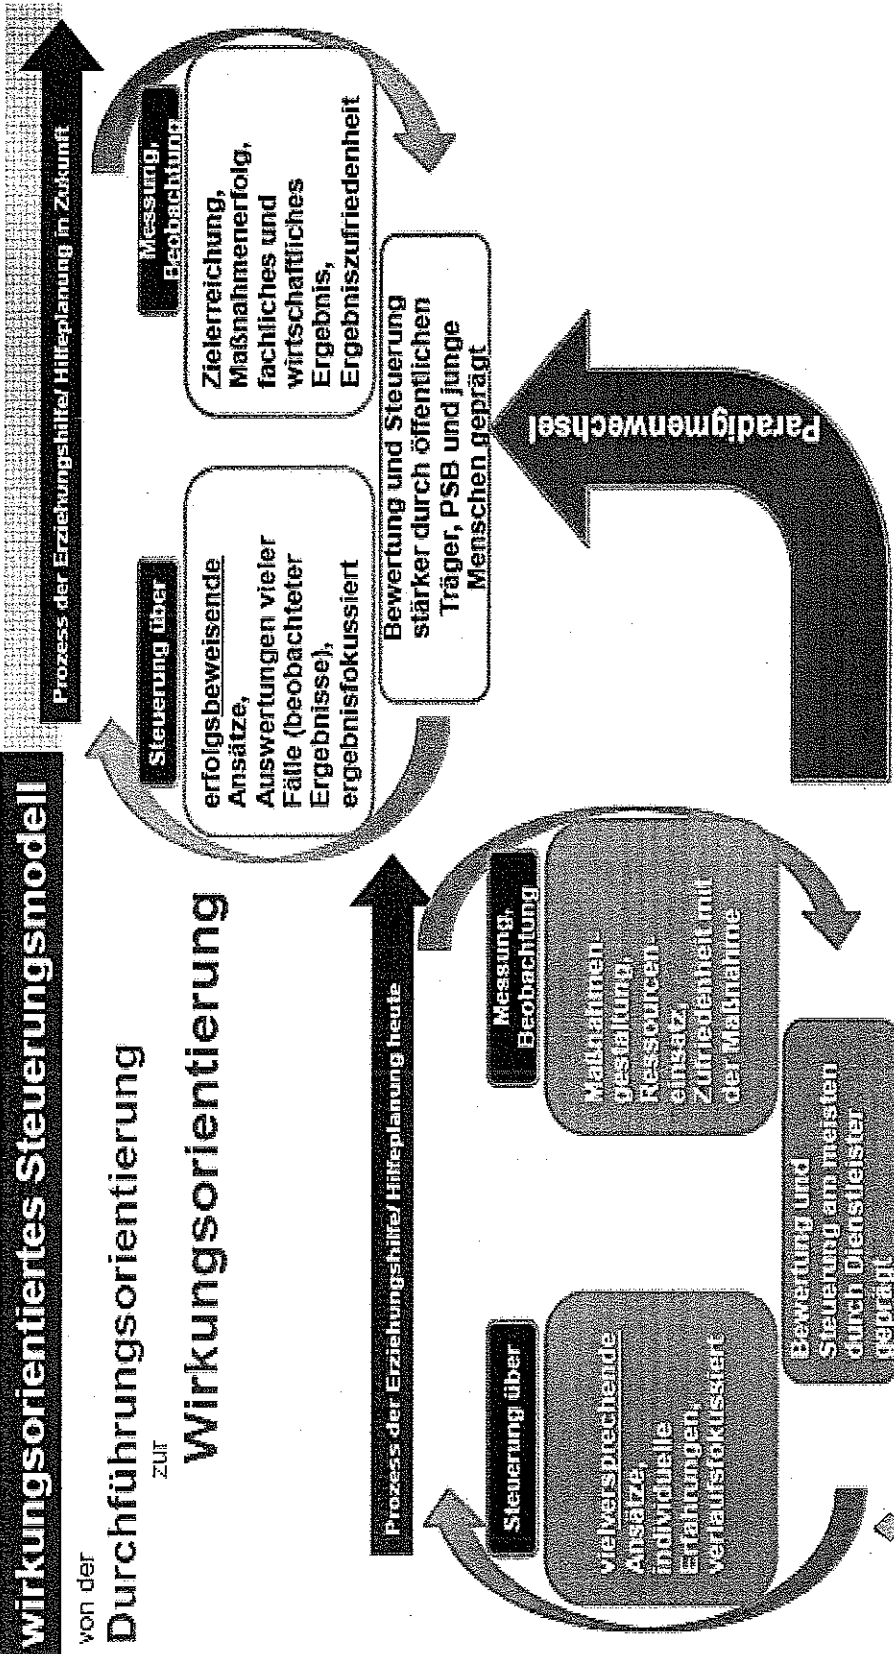 wirkungsorientiertes Steuerungsmodell
von der
Durchführungsorientierung
zur
Wirkungsorientierung
Prozess der Erziehungshilfe/ Hilfeplanung in Zukunft
Steuerung über
erfolgsbeweisende
Ansätze,
Auswertungen vieler
Fälle (beobachteter
Ergebnisse),
ergebnisfokussiert
Messung,
Beobachtung
Zielerreichung,
Maßnahmenerfolg,
fachliches und
wirtschaftliches
Ergebnis,
Ergebniszufriedenheit
Bewertung und Steuerung
stärker durch öffentlichen
Träger, PSB und junge
Menschen geprägt
Prozess der Erziehungshilfe/ Hilfeplanung heute
Steuerung über
vielversprechende
Ansätze,
individuelle
Erfahrungen,
verlaufsfokussiert
Messung,
Beobachtung
Maßnahmen-
gestaltung,
Ressourcen-
einsatz,
Zufriedenheit mit
der Maßnahme
Bewertung und
Steuerung am meisten
durch Dienstleister
geprägt
Paradigmenwechsel